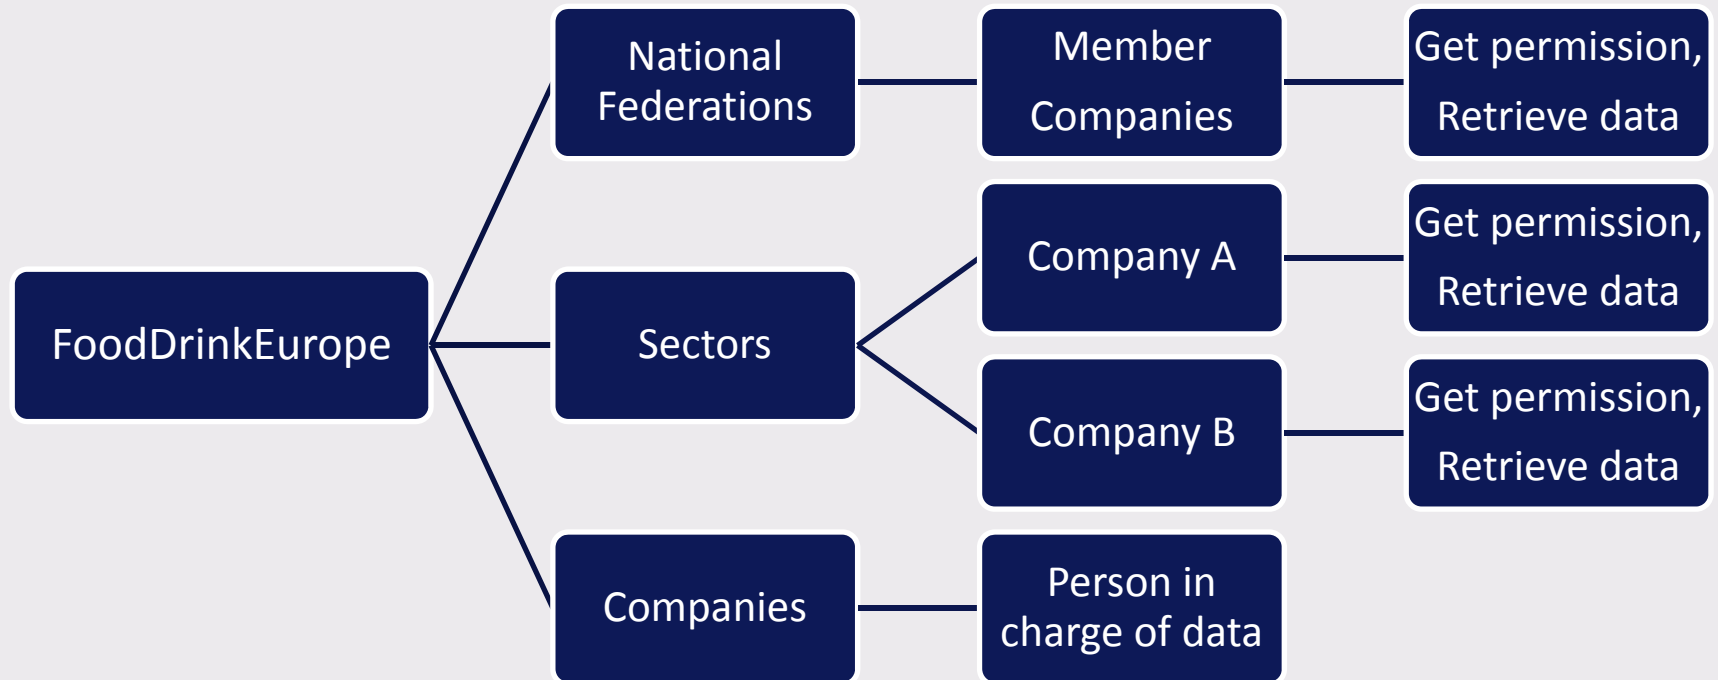 National
Federations
Member
Companies
Get permission,
Retrieve data
Company A
Get permission,
Retrieve data
FoodDrinkEurope
Sectors
Company B
Get permission,
Retrieve data
Companies
Person in
charge of data